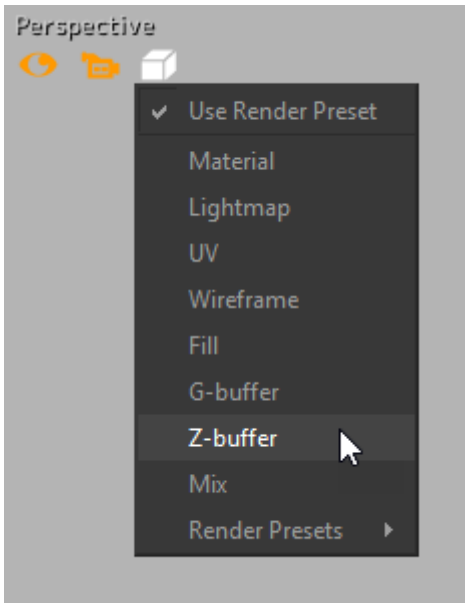 Perspective
Use Render Preset
Material
Lightmap
UV
Wireframe
Fill
G-buffer
Z-buffer
Mix
Render Presets